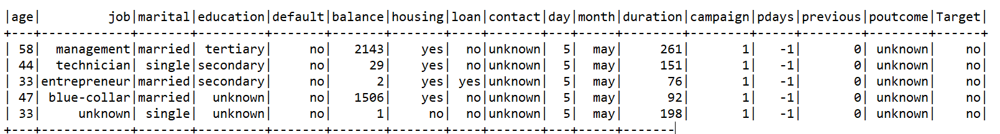 |age|         job|marital|education|default|balance|housing|loan|contact|day|month|duration|campaign|pdays|previous|poutcome|Target|
+---+------------+-------+---------+-------+-------+-------+----+-------+---+-----+--------+--------+-----+--------+--------+------+
| 58|  management|married| tertiary|     no|   2143|    yes|  no|unknown|  5|  may|     261|       1|   -1|       0| unknown|    no|
| 44|  technician| single|secondary|     no|     29|    yes|  no|unknown|  5|  may|     151|       1|   -1|       0| unknown|    no|
| 33|entrepreneur|married|secondary|     no|      2|    yes| yes|unknown|  5|  may|      76|       1|   -1|       0| unknown|    no|
| 47| blue-collar|married|  unknown|     no|   1506|    yes|  no|unknown|  5|  may|      92|       1|   -1|       0| unknown|    no|
| 33|     unknown| single|  unknown|     no|      1|     no|  no|unknown|  5|  may|     198|       1|   -1|       0| unknown|    no|
+---+------------+-------+---------+-------+-------+-------+----+-------+---+-----+-------